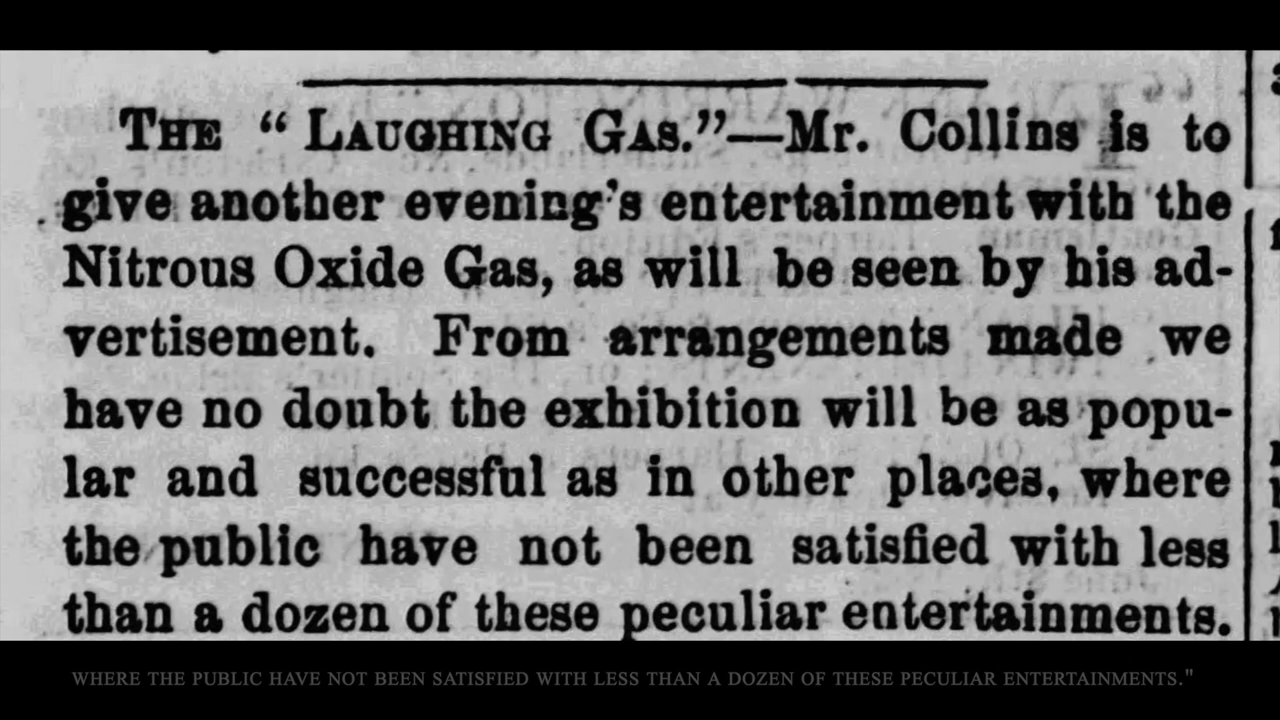 THE “LAUGHING GAS.”—Mr. Collins is to
give another evening's entertainment with the
Nitrous Oxide Gas, as will be seen by his ad-
vertisement. From arrangements made we
have no doubt the exhibition will be as popu-
lar and successful as in other places, where
the public have not been satisfied with less
than a dozen of these peculiar entertainments.
WHERE THE PUBLIC HAVE NOT BEEN SATISFIED WITH LESS THAN A DOZEN OF THESE PECULIAR ENTERTAINMENTS."